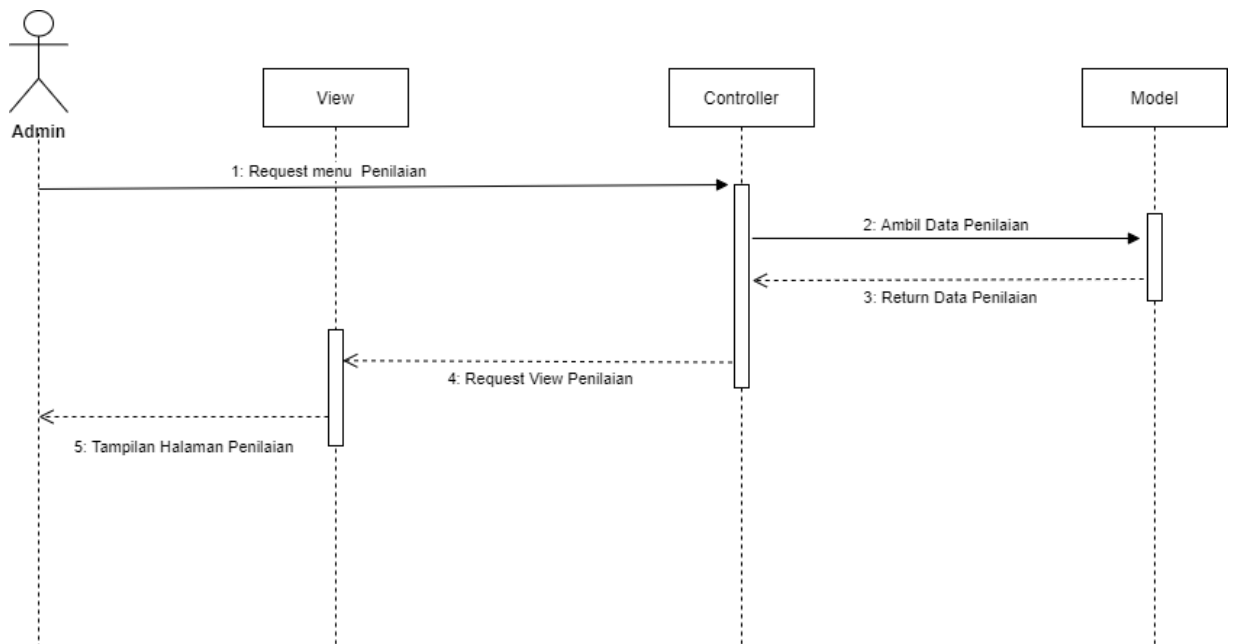 Admin
View
Controller
Model
1: Request menu Penilaian
2: Ambil Data Penilaian
3: Return Data Penilaian
4: Request View Penilaian
5: Tampilan Halaman Penilaian